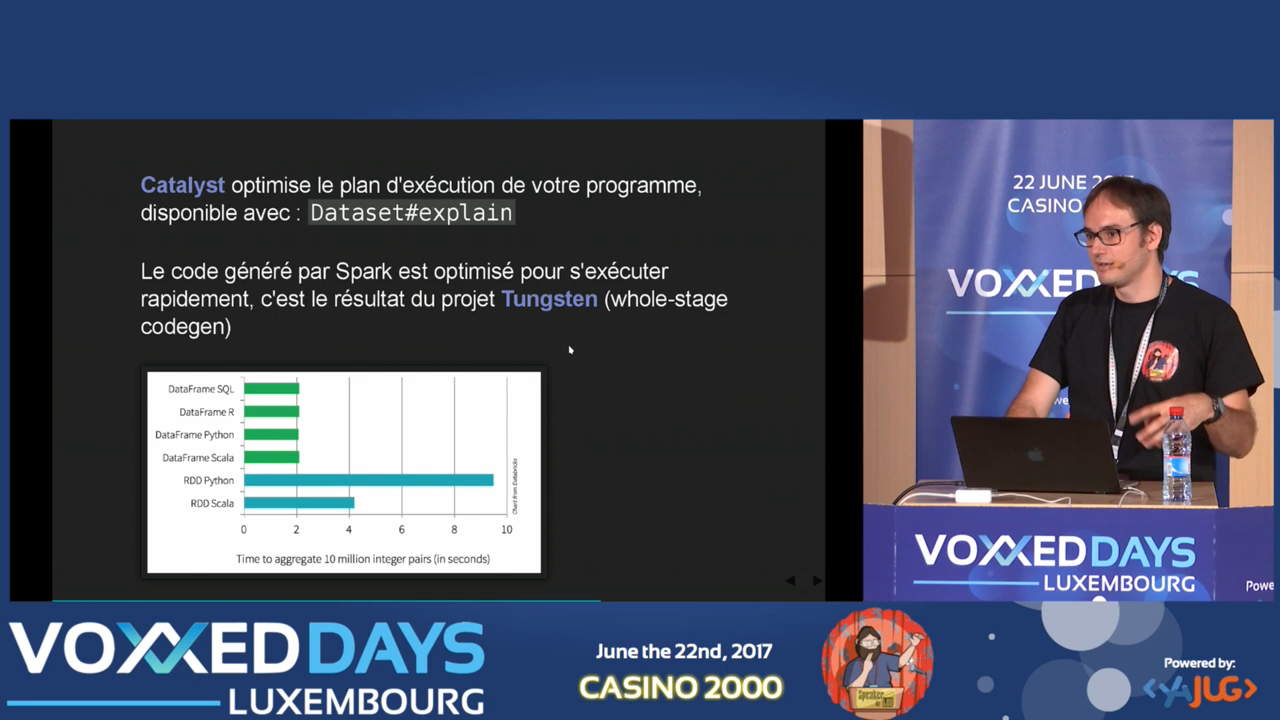 Catalyst optimise le plan d'exécution de votre programme,
disponible avec : Dataset#explain
Le code généré par Spark est optimisé pour s'exécuter
rapidement, c'est le résultat du projet Tungsten (whole-stage
codegen)
DataFrame SQL
DataFrame R
DataFrame Python
DataFrame Scala
RDD Python
RDD Scala
0 2 4 6 8 10
Time to aggregate 10 million integer pairs (in seconds)
Chart from Databricks
22 JUNE
CASINO
VOXXED DAYS
VOXXED DAYS
LUXEMBOURG
VOXXED DAYS
LUXEMBOURG
June the 22nd, 2017
CASINO 2000
Powered by:
YAJUG